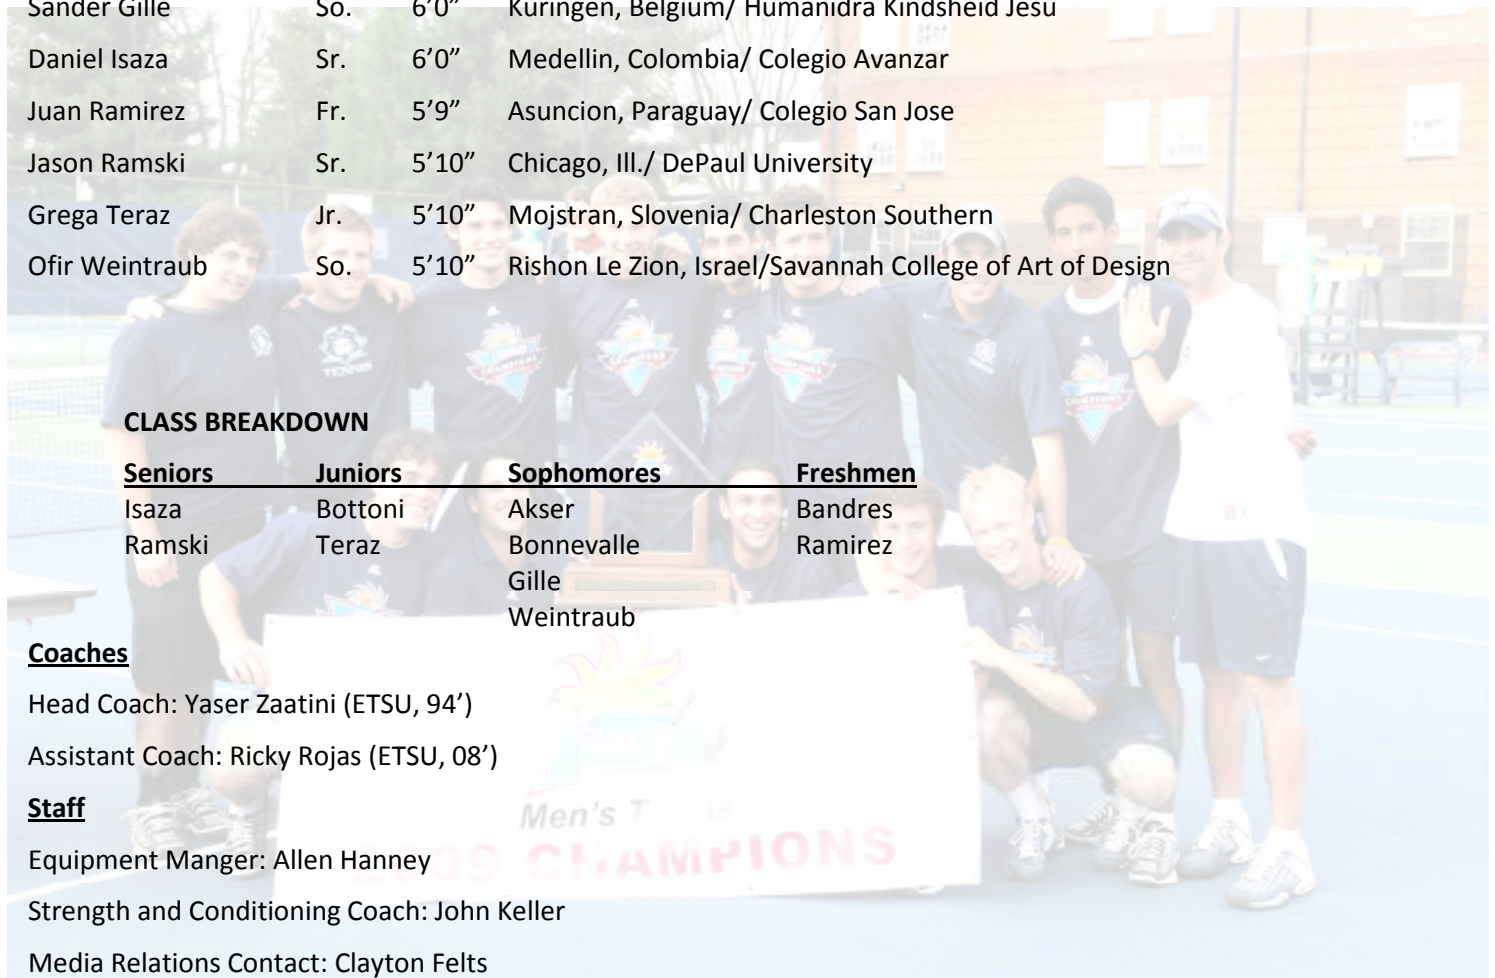 Sander Gille So. 6'0” Kuringen, Belgium/ Humanidra Kindsheid Jesu
Daniel Isaza Sr. 6'0” Medellin, Colombia/ Colegio Avanzar
Juan Ramirez Fr. 5'9” Asuncion, Paraguay/ Colegio San Jose
Jason Ramski Sr. 5'10” Chicago, Ill./ DePaul University
Grega Teraz Jr. 5'10” Mojstran, Slovenia/ Charleston Southern
Ofir Weintraub So. 5'10” Rishon Le Zion, Israel/Savannah College of Art of Design
TENNIS
CHAMPIONS
CLASS BREAKDOWN
Seniors Juniors Sophomores Freshmen
Isaza Bottoni Akser Bandres
Ramski Teraz Bonnevalle Ramirez
Gille
Weintraub
Coaches
Head Coach: Yaser Zaatini (ETSU, 94’)
Assistant Coach: Ricky Rojas (ETSU, 08’)
Staff
Men's Tennis
Equipment Manger: Allen Hanney
2009 CHAMPIONS
Strength and Conditioning Coach: John Keller
Media Relations Contact: Clayton Felts